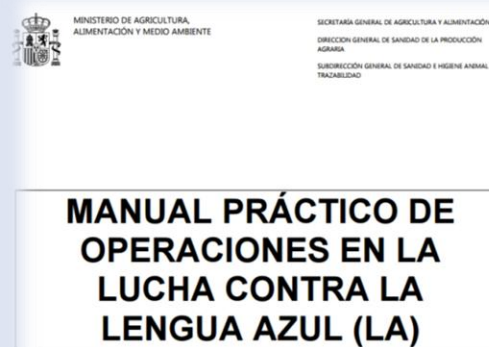 MINISTERIO DE AGRICULTURA,
ALIMENTACIÓN Y MEDIO AMBIENTE
SECRETARÍA GENERAL DE AGRICULTURA Y ALIMENTACIÓN
DIRECCION GENERAL DE SANIDAD DE LA PRODUCCIÓN
AGRARIA
SUBDIRECCIÓN GENERAL DE SANIDAD E HIGIENE ANIMAL
TRAZABILIDAD
MANUAL PRÁCTICO DE
OPERACIONES EN LA
LUCHA CONTRA LA
LENGUA AZUL (LA)